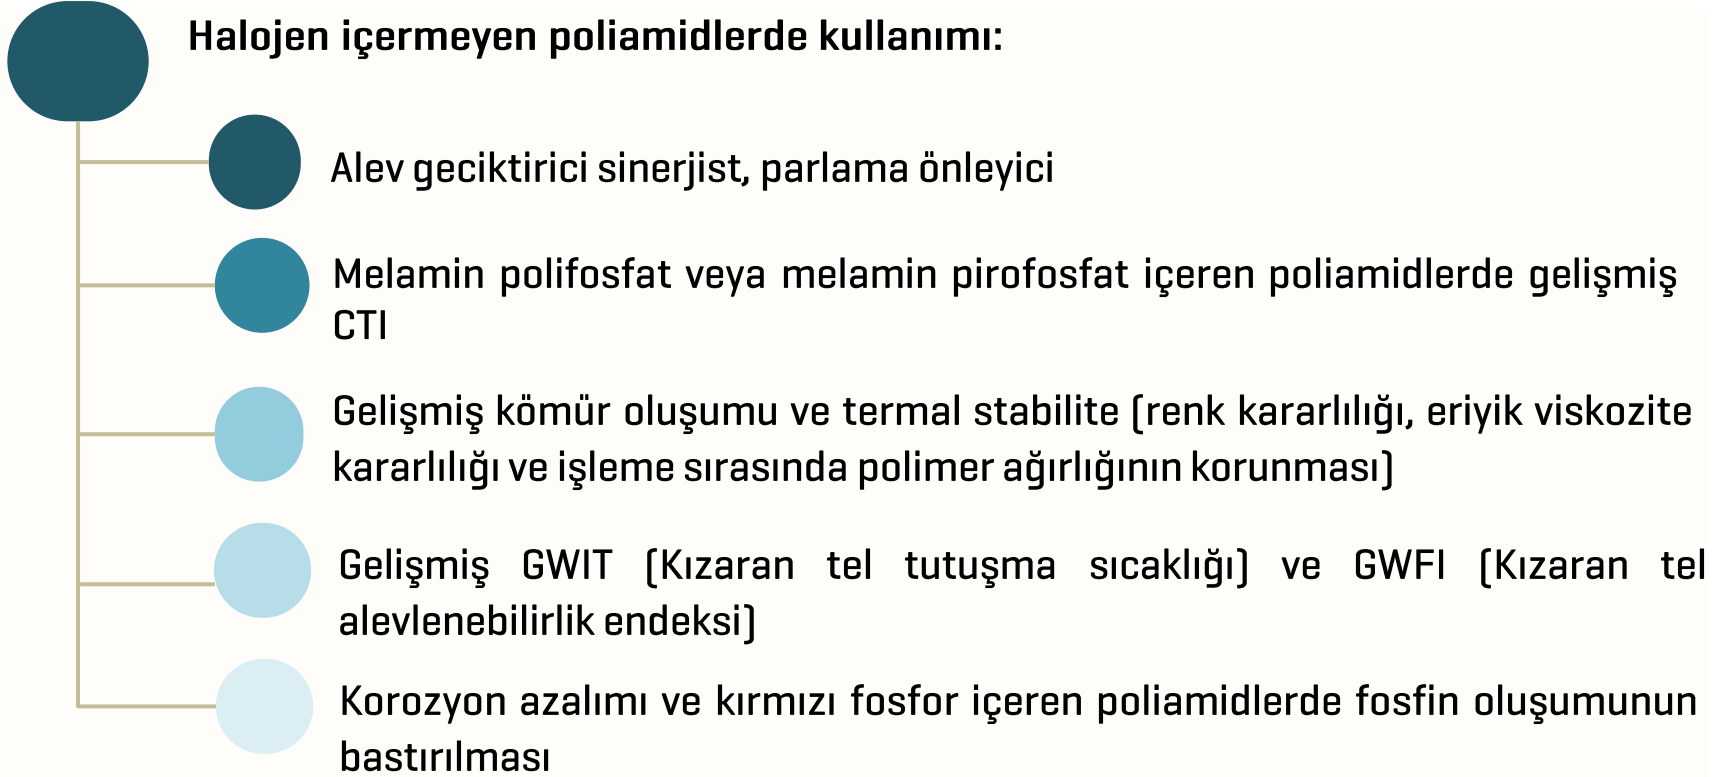 Halojen içermeyen poliamidlerde kullanımı:
Alev geciktirici sinerjist, parlama önleyici
Melamin polifosfat veya melamin pirofosfat içeren poliamidlerde gelişmiş
CTI
Gelişmiş kömür oluşumu ve termal stabilite (renk kararlılığı, eriyik viskozite
kararlılığı ve işleme sırasında polimer ağırlığının korunması)
Gelişmiş GWIT (Kızaran tel tutuşma sıcaklığı) ve GWFI (Kızaran tel
alevlenebilirlik endeksi)
Korozyon azalımı ve kırmızı fosfor içeren poliamidlerde fosfin oluşumunun
bastırılması